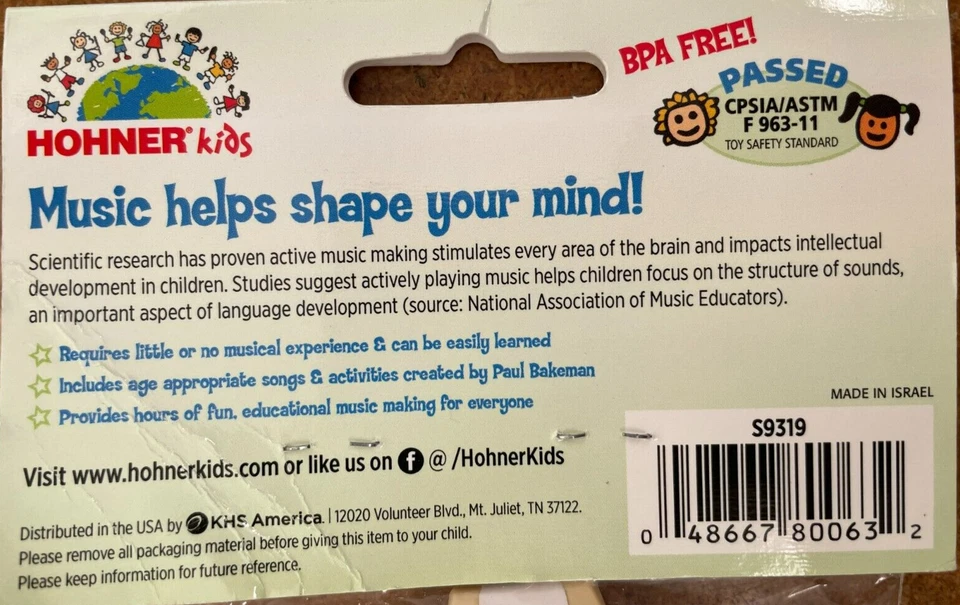 HOHNER® kids
BPA FREE!
PASSED
CPSIA/ASTM
F 963-11
TOY SAFETY STANDARD
Music helps shape your mind!
Scientific research has proven active music making stimulates every area of the brain and impacts intellectual
development in children. Studies suggest actively playing music helps children focus on the structure of sounds,
an important aspect of language development (source: National Association of Music Educators).
Requires little or no musical experience & can be easily learned
Includes age appropriate songs & activities created by Paul Bakeman
Provides hours of fun, educational music making for everyone
MADE IN ISRAEL
S9319
0 48667 80063 2
Visit www.hohnerkids.com or like us on f @ /HohnerKids
Distributed in the USA by KHS America. | 12020 Volunteer Blvd., Mt. Juliet, TN 37122.
Please remove all packaging material before giving this item to your child.
Please keep information for future reference.